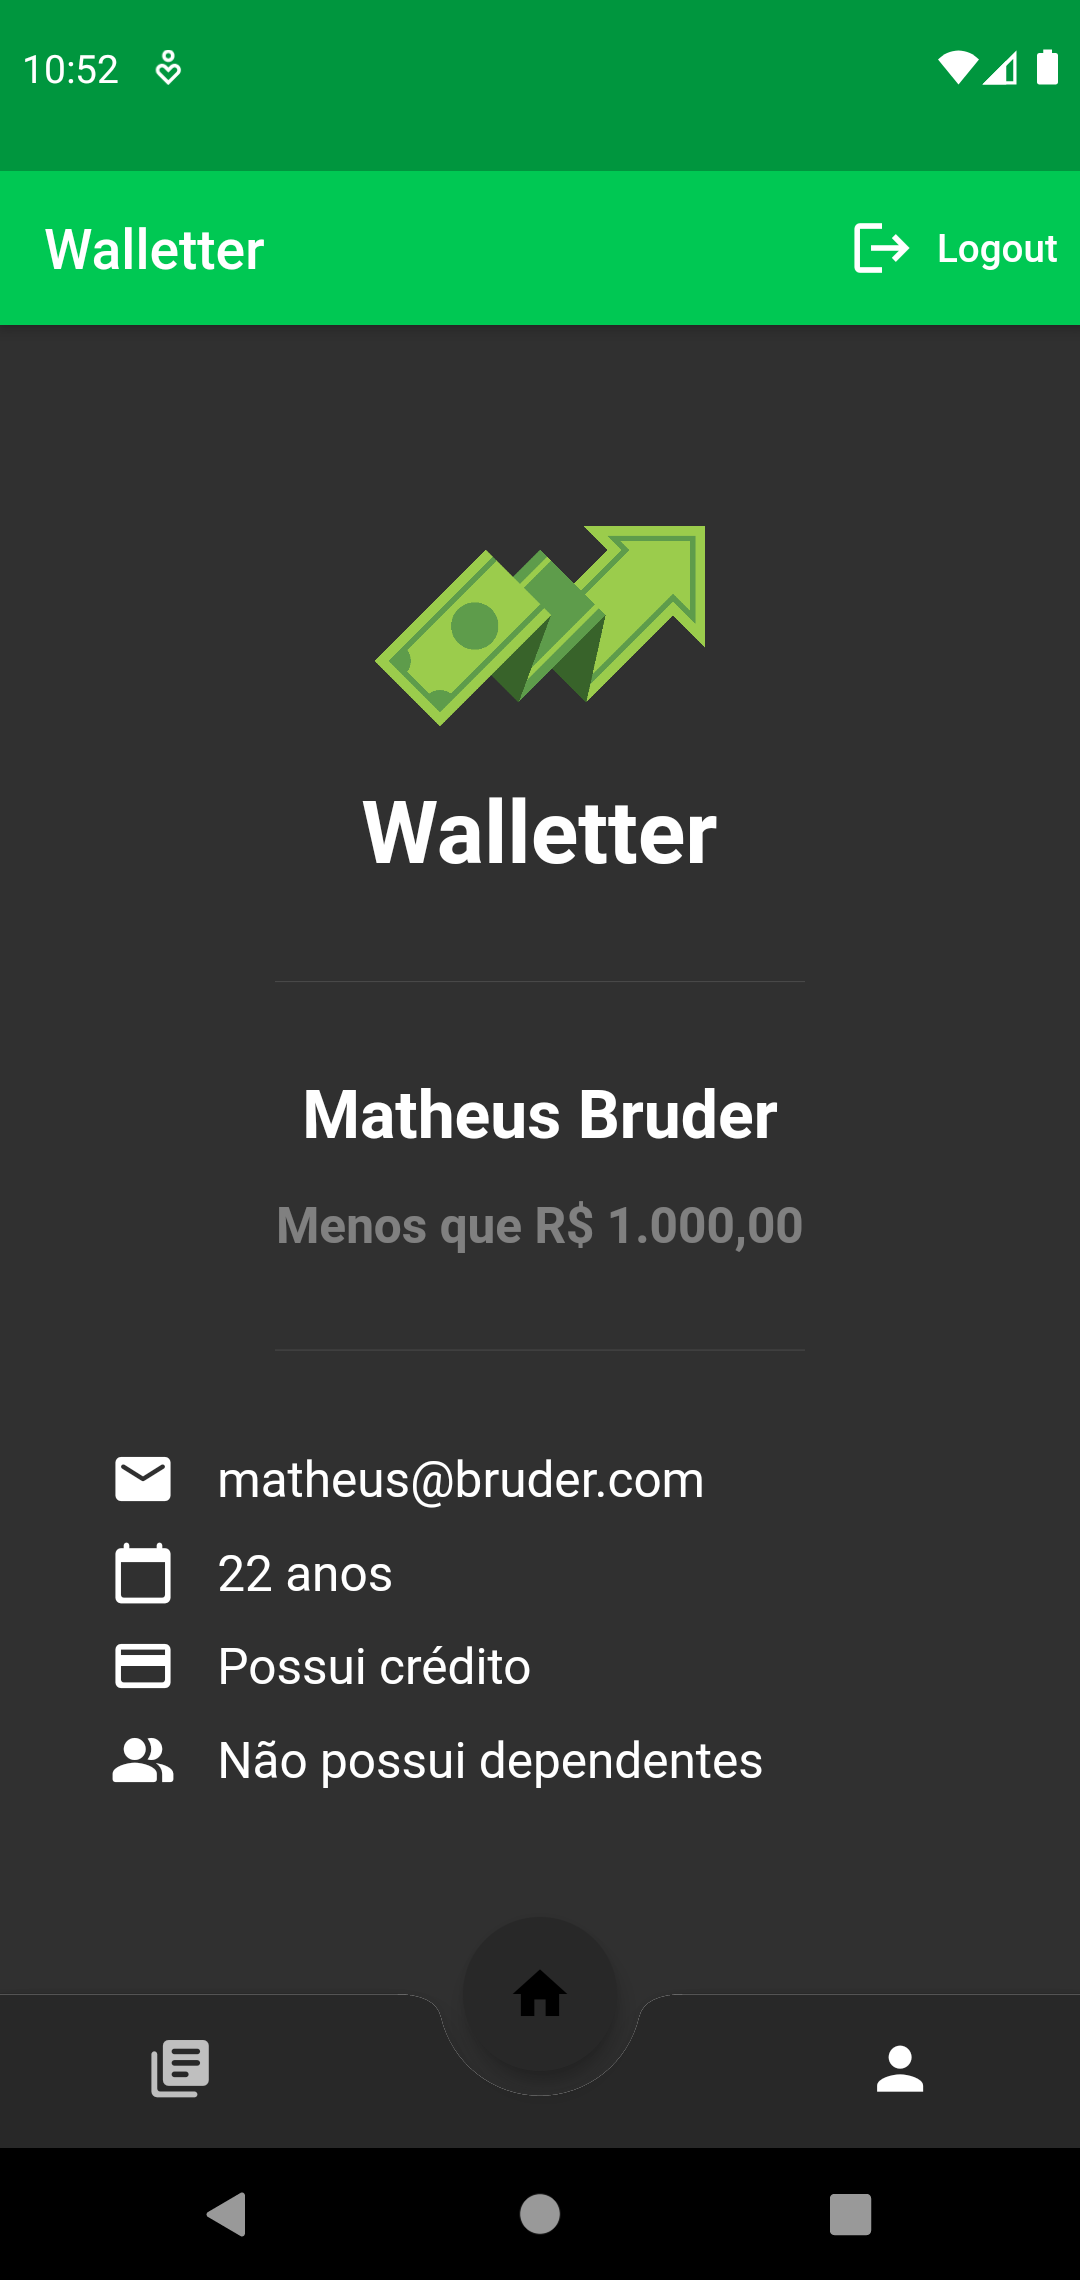 10:52
Walletter
Logout
Walletter
Matheus Bruder
Menos que R$ 1.000,00
matheus@bruder.com
22 anos
Possui crédito
Não possui dependentes